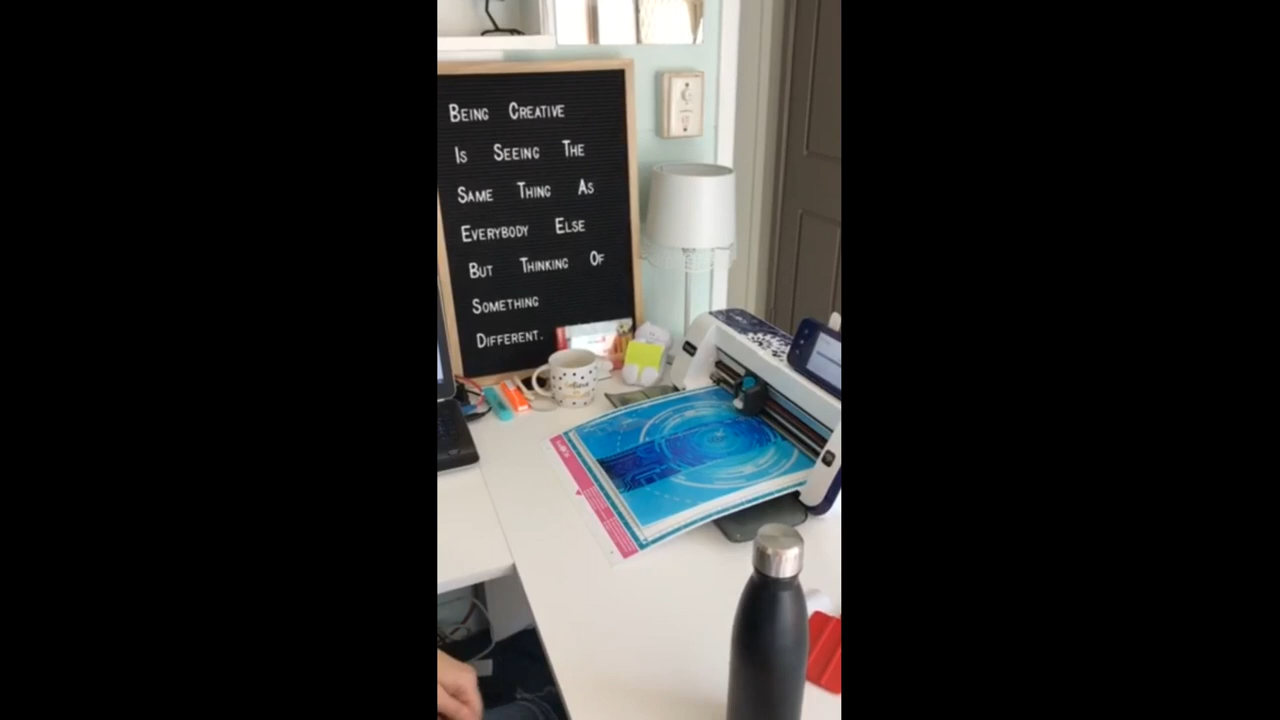 Being Creative
Is Seeing The
Same Thing As
Everybody Else
But Thinking Of
Something
Different.